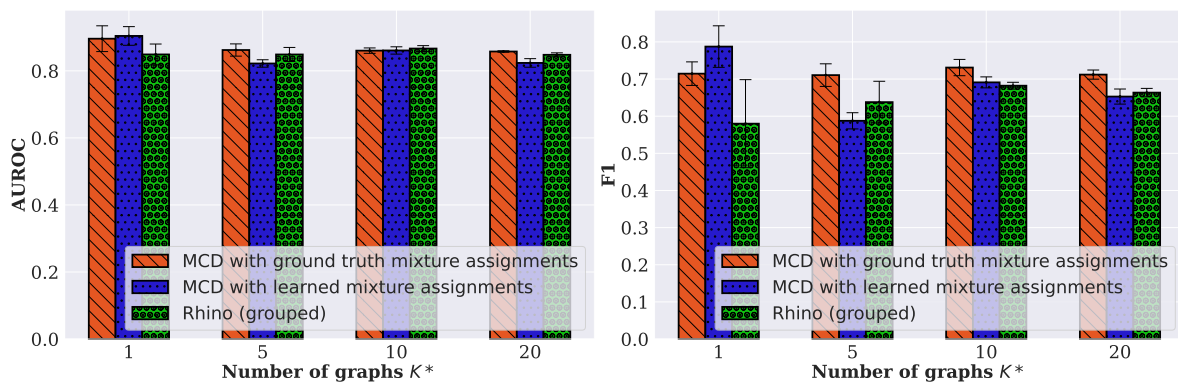 AUROC
0.8
0.6
0.4
0.2
0.0
MCD with ground truth mixture assignments
MCD with learned mixture assignments
Rhino (grouped)
1 5 10 20
Number of graphs K*
F1
0.8
0.7
0.6
0.5
0.4
0.3
0.2
0.1
0.0
MCD with ground truth mixture assignments
MCD with learned mixture assignments
Rhino (grouped)
1 5 10 20
Number of graphs K*